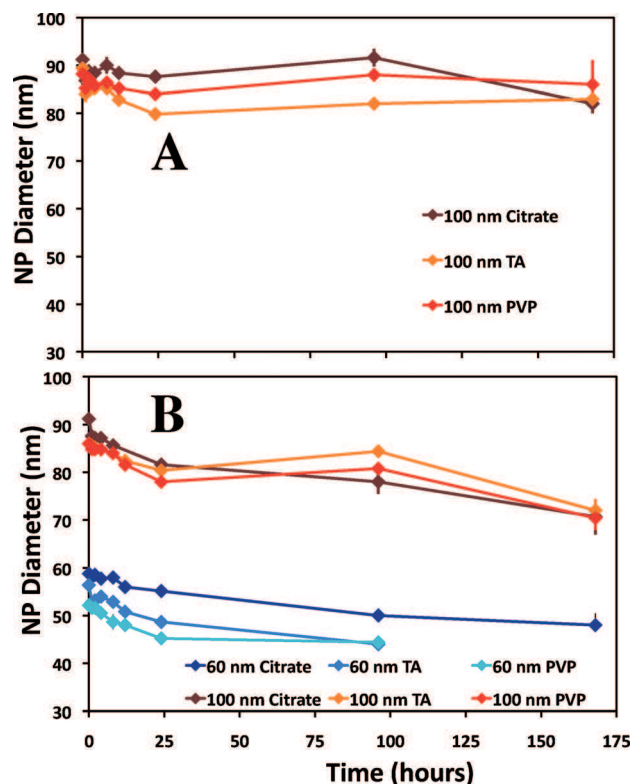 100
90
80
70
60
50
40
30
NP Diameter (nm)
A
100 nm Citrate
100 nm TA
100 nm PVP
100
90
80
70
60
50
40
30
NP Diameter (nm)
B
60 nm Citrate 60 nm TA 60 nm PVP
100 nm Citrate 100 nm TA 100 nm PVP
0 25 50 75 100 125 150 175
Time (hours)